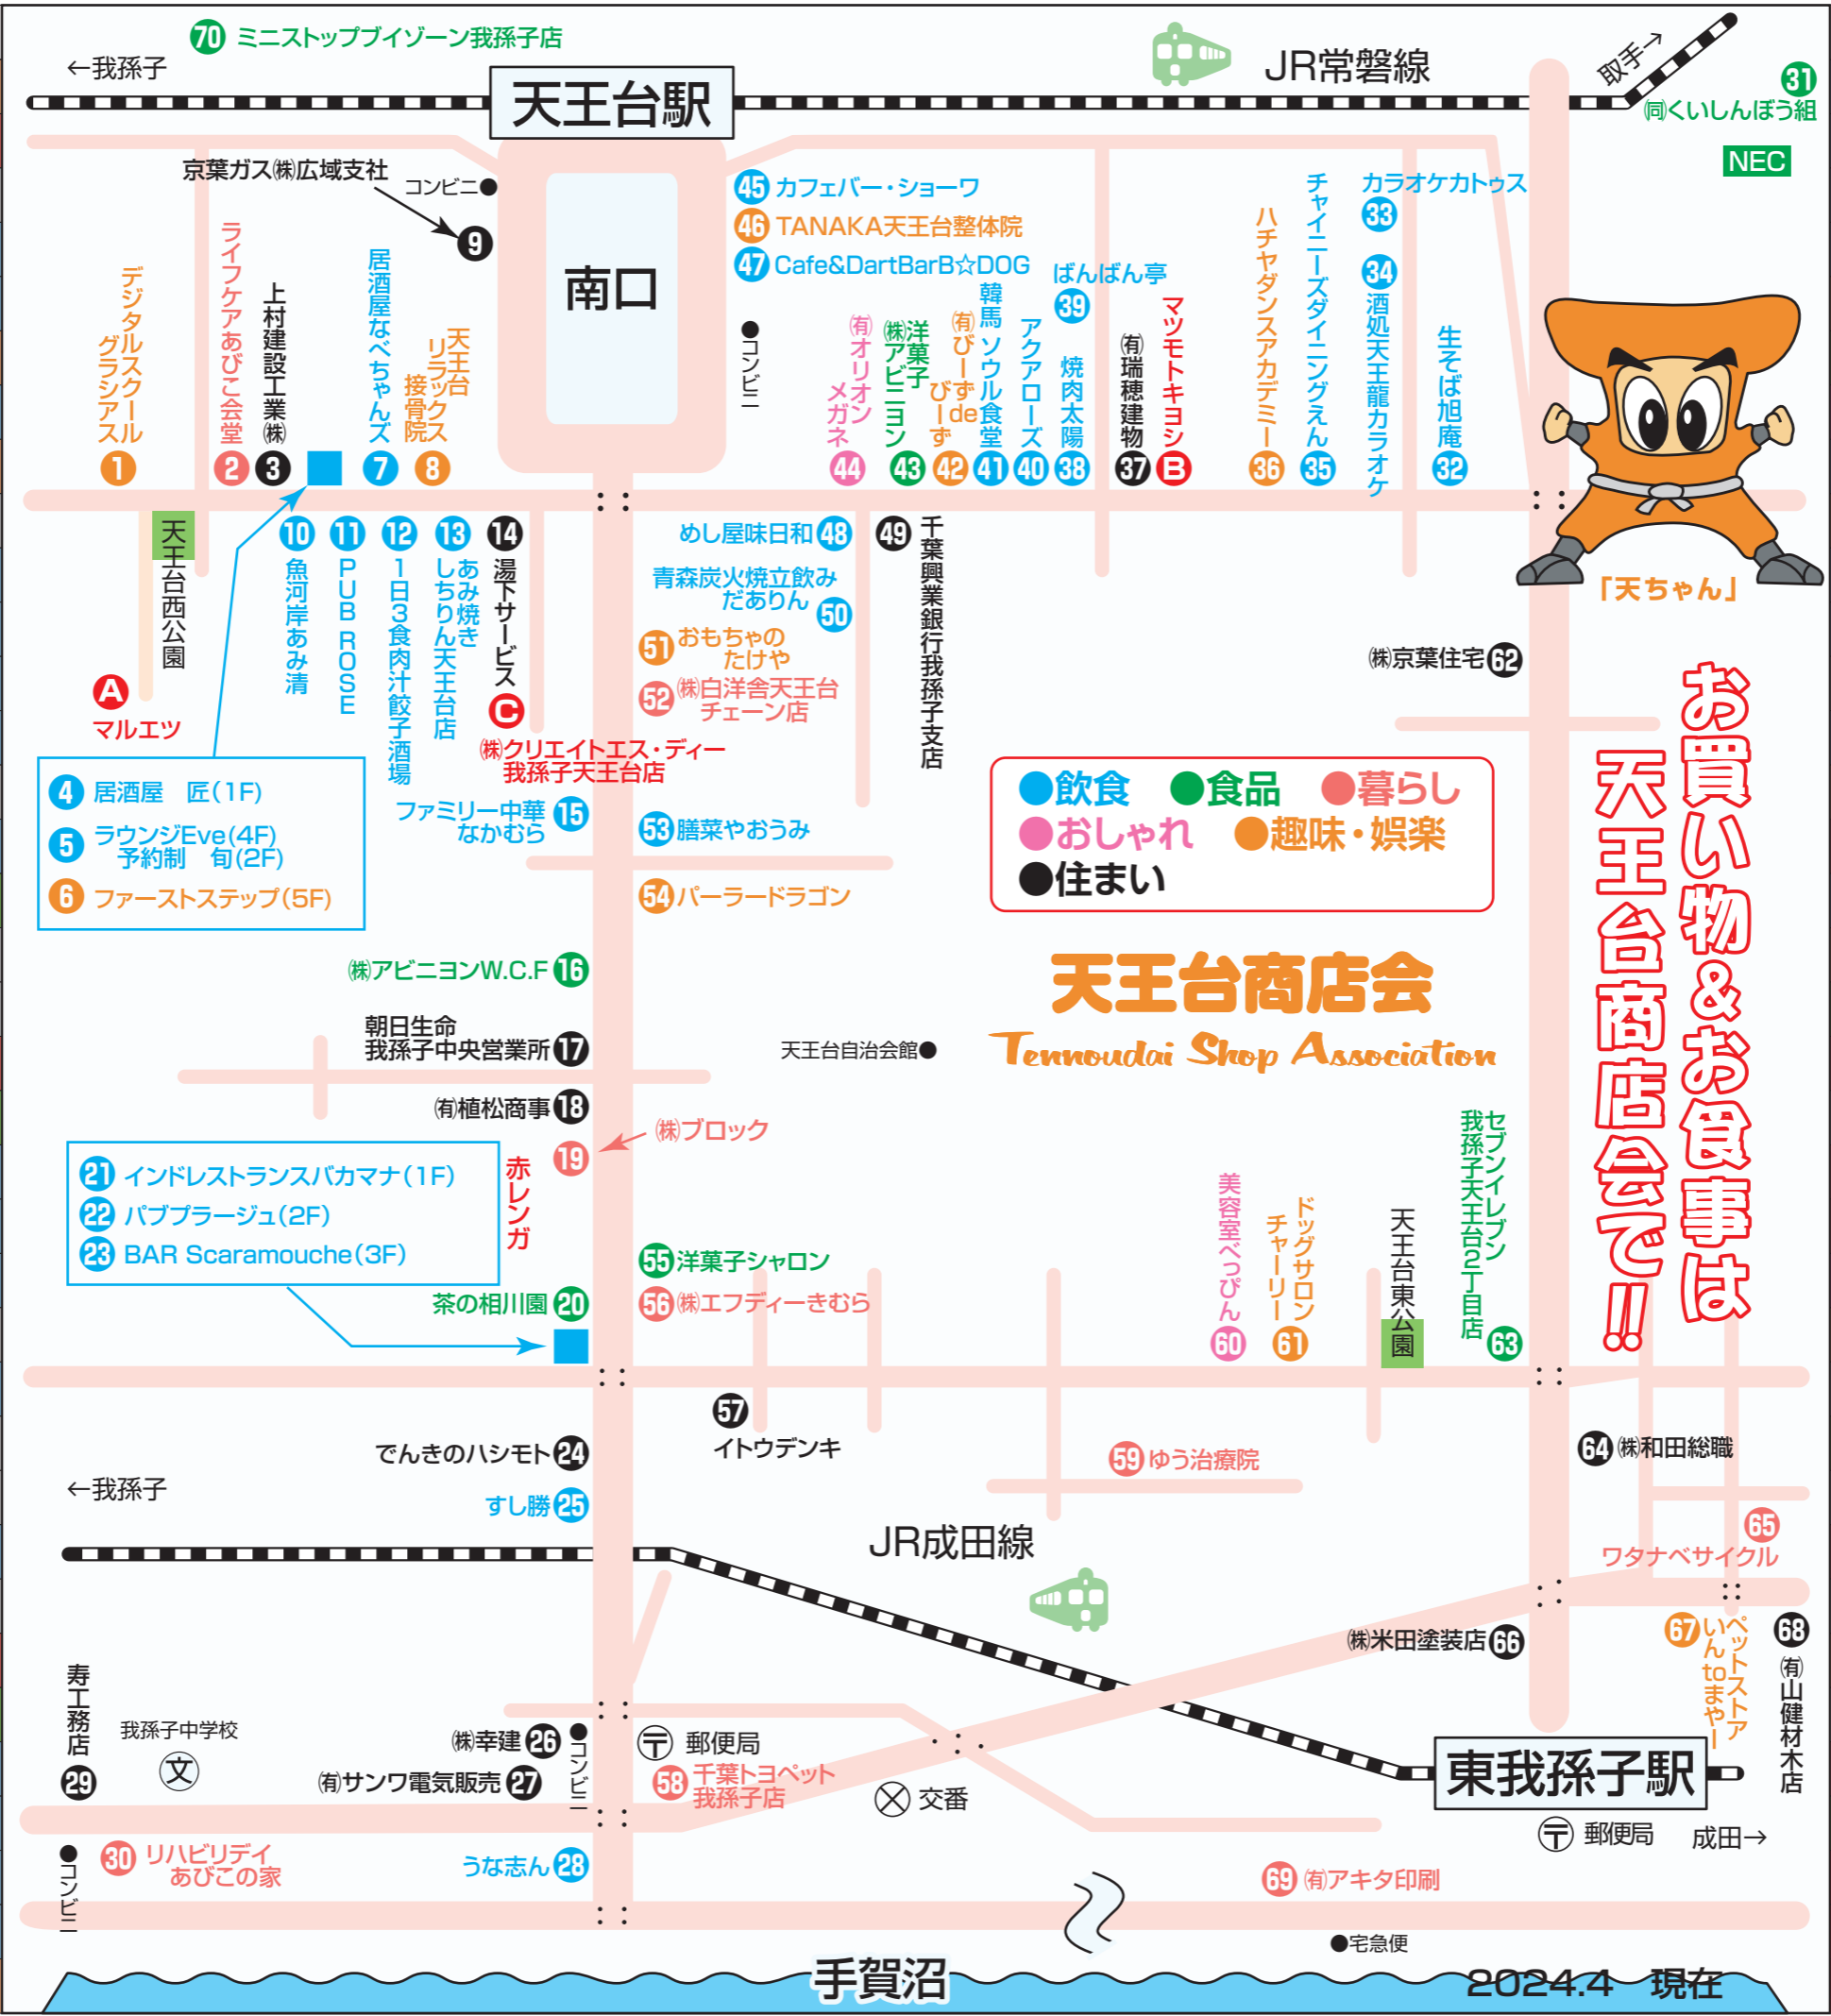 70 ミニストップブイゾーン我孫子店
←我孫子
天王台駅
JR常磐線
取手→
31
㈲くいしんぼう組
NEC
京葉ガス㈱広域支社
コンビニ●
9
南口
45 カフェバー・ショーワ
46 TANAKA天王台整体院
47 Cafe&DartBarB☆DOG
●コンビニ
デジタルスクール
グラシアス
1
ライフケアあびこ会堂
2
上村建設工業㈱
3
居酒屋なべちゃんズ
7
天王台
リラックス
接骨院
8
㈲オリオン
メガネ
44
洋菓子
㈱アビニヨン
43
㈲びーずde
びーず
42
韓馬 ソウル食堂
41
アクアローズ
40
ばんばん亭
39
焼肉太陽
38
㈲瑞穂建物
37
マツモトキヨシ
B
ハチヤダンスアカデミー
36
チャイニーズダイニングえん
35
カラオケカトゥス
33
34
酒処天王龍カラオケ
生そば旭庵
32
「天ちゃん」
天王台西公園
A
マルエツ
10
魚河岸あみ清
11
PUB ROSE
12
1日3食肉汁餃子酒場
13
あみ焼き
しちりん天王台店
14
湯下サービス
C
㈱クリエイトエス・ディー
我孫子天王台店
めし屋味日和 48
49
千葉興業銀行我孫子支店
青森炭火焼立飲み
だありん 50
51 おもちゃの
たけや
52 ㈱白洋舎天王台
チェーン店
㈱京葉住宅 62
4 居酒屋 匠(1F)
5 ラウンジEve(4F)
予約制 旬(2F)
6 ファーストステップ(5F)
ファミリー中華
なかむら 15
53 膳菜やおうみ
54 パーラードラゴン
●飲食 ●食品 ●暮らし
●おしゃれ ●趣味・娯楽
●住まい
お買い物&お食事は
天王台商店会で!!
㈱アビニヨンW.C.F 16
天王台商店会
Tennoudai Shop Association
朝日生命
我孫子中央営業所 17
天王台自治会館●
㈲植松商事 18
19
㈱ブロック
赤レンガ
21 インドレストランスバカマナ(1F)
22 パブプラージュ(2F)
23 BAR Scaramouche(3F)
茶の相川園 20
55 洋菓子シャロン
56 ㈱エフディーきむら
美容室べっぴん
60
ドッグサロン
チャーリー
61
天王台東公園
セブンイレブン
我孫子天王台2丁目店
63
57
イトウデンキ
でんきのハシモト 24
すし勝 25
←我孫子
59 ゆう治療院
64 ㈱和田総職
65
ワタナベサイクル
JR成田線
㈱米田塗装店 66
67
ペットストア
いんtoまやー
68
㈲山健材木店
寿工務店
29
我孫子中学校
文
㈱幸建 26
㈲サンワ電気販売 27
●コンビニ
〒 郵便局
58 千葉トヨペット
我孫子店
交番
東我孫子駅
〒 郵便局
成田→
●コンビニ
30 リハビリデイ
あびこの家
うな志ん 28
69 ㈲アキタ印刷
●宅急便
手賀沼
2024.4 現在